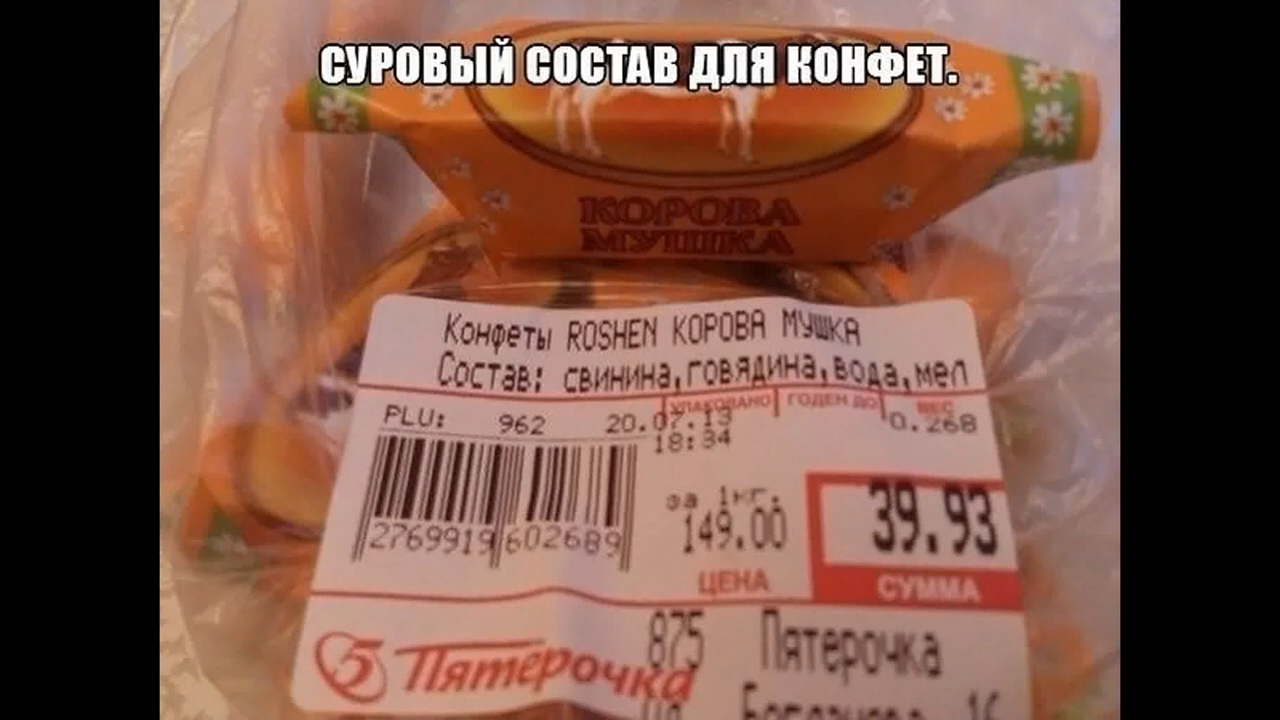 СУРОВЫЙ СОСТАВ ДЛЯ КОНФЕТ.
КОРОВА
МУШКА
Конфеты ROSHEN КОРОВА МУШКА
Состав: свинина,говядина,вода,мел
УПАКОВАНО ГОДЕН ДО ВЕС
PLU: 962 20.07.13 0.268
18:34
за 1кг.
149.00 39.93
2769919602689
ЦЕНА СУММА
875 Пятерочка
5 Пятерочка